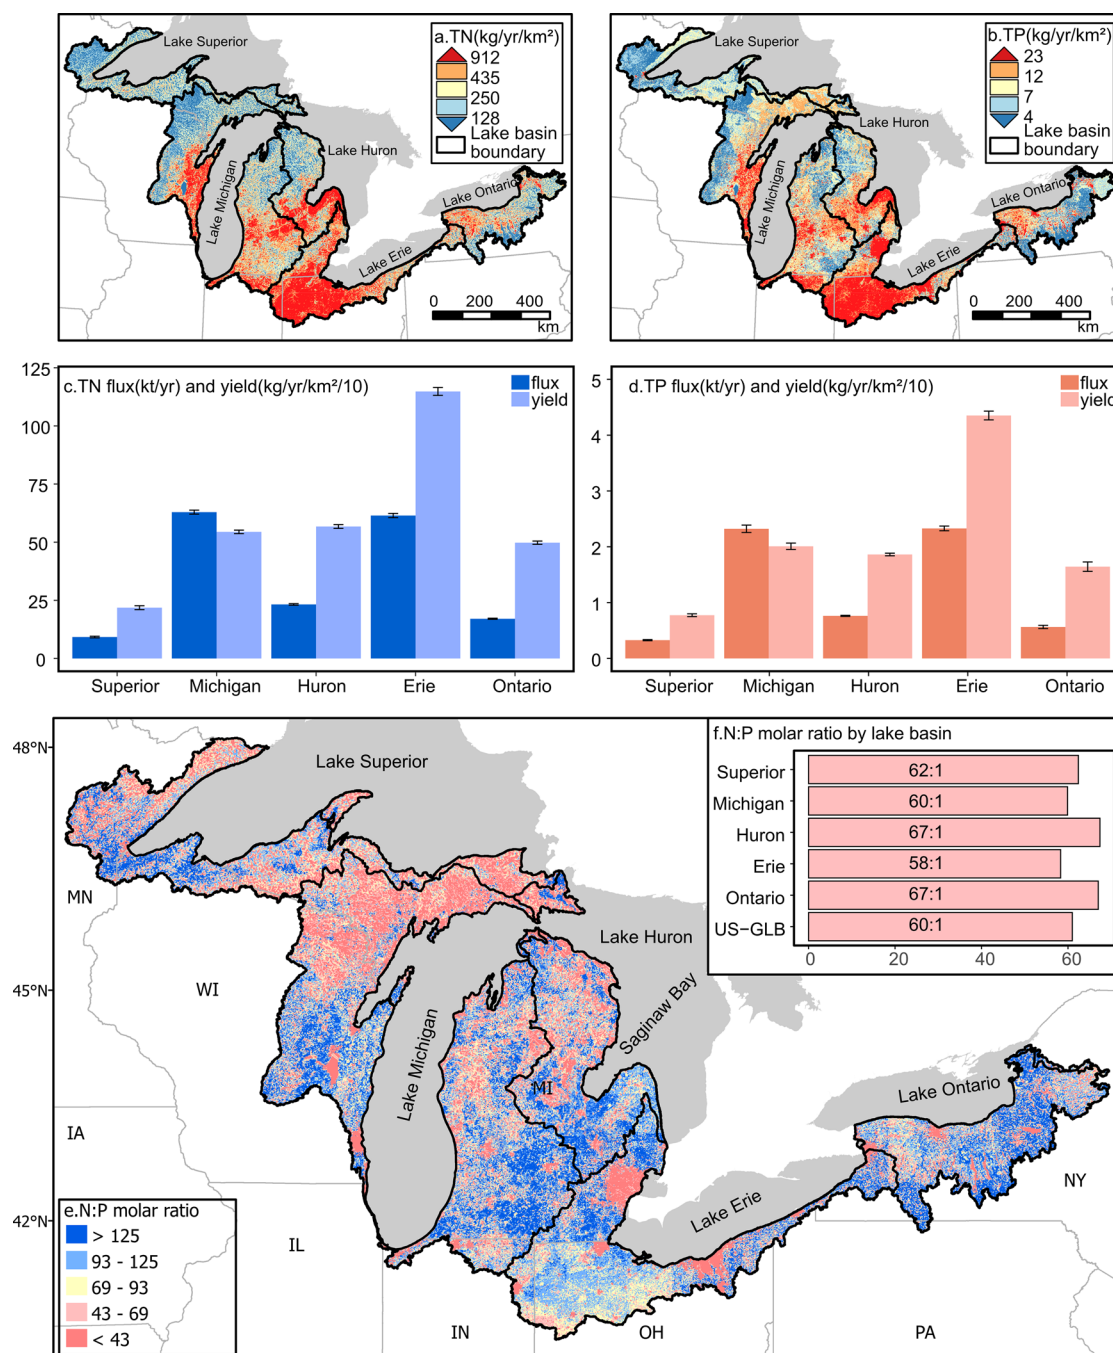 a.TN(kg/yr/km²)
912
435
250
128
Lake basin
boundary
Lake Superior
Lake Huron
Lake Michigan
Lake Ontario
Lake Erie
0 200 400
km
b.TP(kg/yr/km²)
23
12
7
4
Lake basin
boundary
Lake Superior
Lake Huron
Lake Michigan
Lake Ontario
Lake Erie
0 200 400
km
c.TN flux(kt/yr) and yield(kg/yr/km²/10)
flux
yield
125
100
75
50
25
0
Superior Michigan Huron Erie Ontario
d.TP flux(kt/yr) and yield(kg/yr/km²/10)
flux
yield
5
4
3
2
1
0
Superior Michigan Huron Erie Ontario
48°N
45°N
42°N
Lake Superior
Lake Huron
Saginaw Bay
Lake Michigan
Lake Ontario
Lake Erie
MN
WI
MI
IA
IL
IN
OH
PA
NY
e.N:P molar ratio
> 125
93 - 125
69 - 93
43 - 69
< 43
f.N:P molar ratio by lake basin
Superior 62:1
Michigan 60:1
Huron 67:1
Erie 58:1
Ontario 67:1
US−GLB 60:1
0 20 40 60